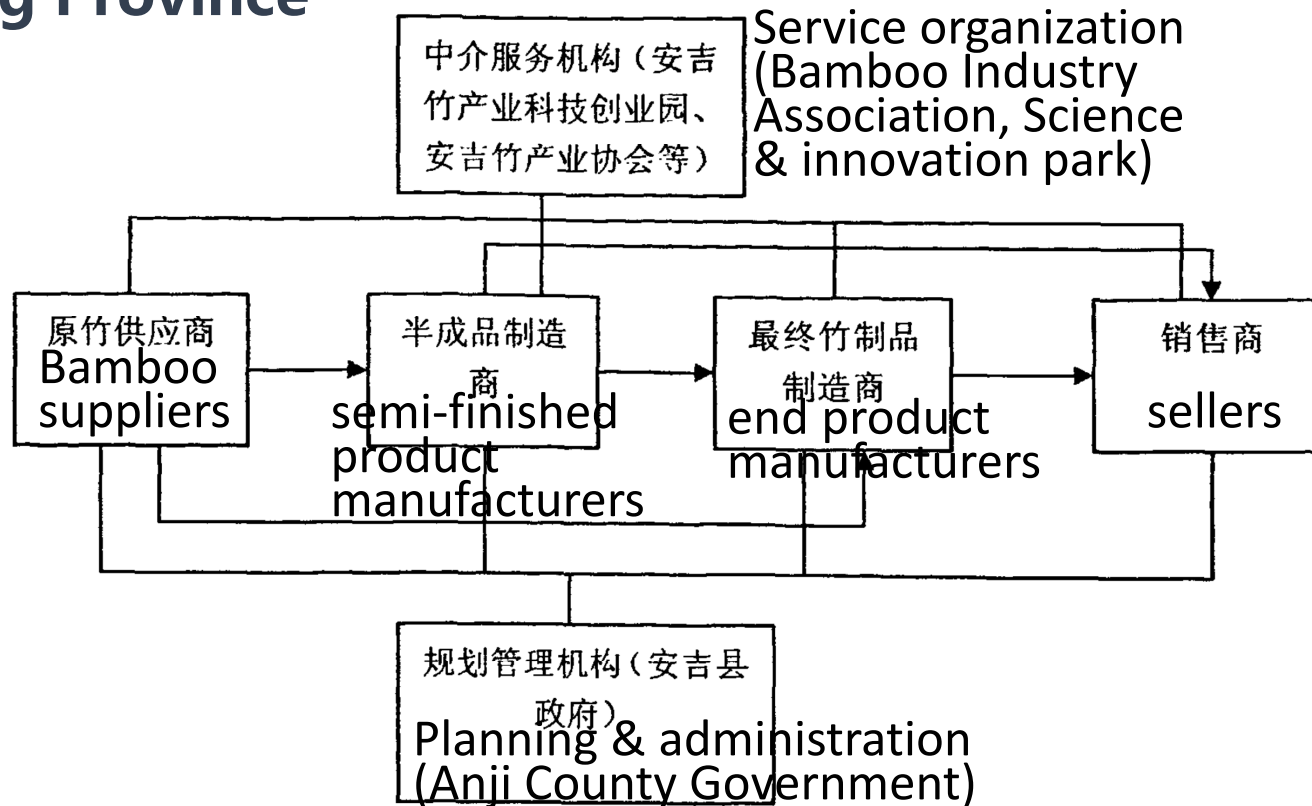 g Province
中介服务机构（安吉
竹产业科技创业园、
安吉竹产业协会等）
Service organization
(Bamboo Industry
Association, Science
& innovation park)
原竹供应商
Bamboo
suppliers
半成品制造
商
semi-finished
product
manufacturers
最终竹制品
制造商
end product
manufacturers
销售商
sellers
规划管理机构（安吉县
政府）
Planning & administration
(Anji County Government)